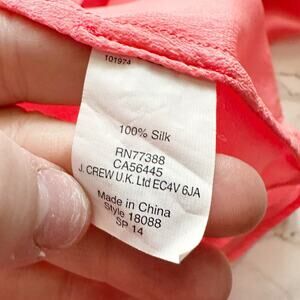 101974
100% Silk
RN77388
CA56445
J. CREW U.K. Ltd EC4V 6JA
Made in China
Style 18088
SP 14